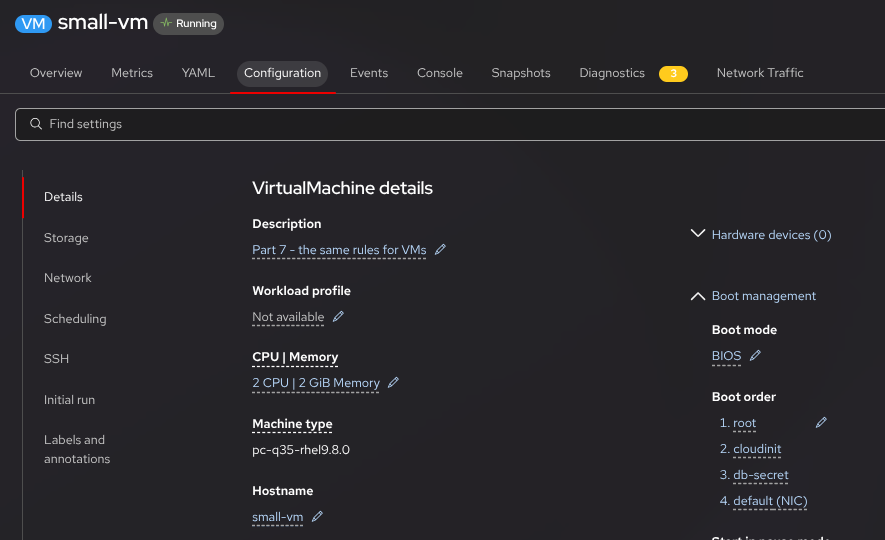 VM small-vm Running
Overview Metrics YAML Configuration Events Console Snapshots Diagnostics 3 Network Traffic
Find settings
Details
Storage
Network
Scheduling
SSH
Initial run
Labels and
annotations
VirtualMachine details
Description
Part 7 - the same rules for VMs
Workload profile
Not available
CPU | Memory
2 CPU | 2 GiB Memory
Machine type
pc-q35-rhel9.8.0
Hostname
small-vm
Hardware devices (0)
Boot management
Boot mode
BIOS
Boot order
1. root
2. cloudinit
3. db-secret
4. default (NIC)
Start in pause mode